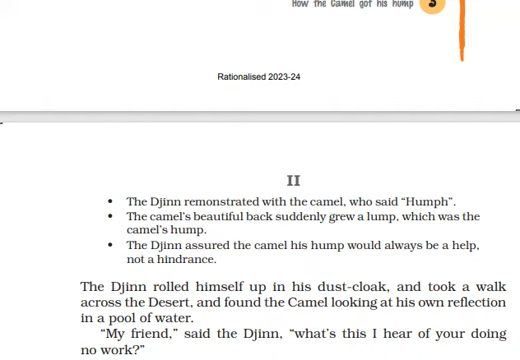 How the Camel got his hump 3
Rationalised 2023-24
II
• The Djinn remonstrated with the camel, who said “Humph”.
• The camel’s beautiful back suddenly grew a lump, which was the
camel’s hump.
• The Djinn assured the camel his hump would always be a help,
not a hindrance.
The Djinn rolled himself up in his dust-cloak, and took a walk
across the Desert, and found the Camel looking at his own reflection
in a pool of water.
“My friend,” said the Djinn, “what’s this I hear of your doing
no work?”